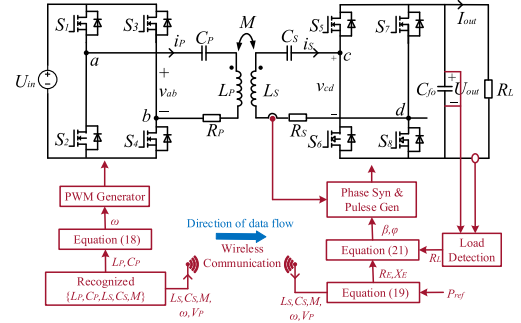 S1 S3 M S5 S7 Iout
iP CP CS iS
a + c
Uin + vab − LP LS vcd Cfo + Uout − RL
b d
S2 S4 RP RS − S6 S8
PWM Generator
Phase Syn &
Pulese Gen
ω
Direction of data flow
β,φ
Equation (18)
Wireless
Communication
Equation (21)
RL
Load
Detection
LP,CP
RE,XE
Recognized
{LP,CP,LS,CS,M}
LS,CS,M,
ω,VP
LS,CS,M,
ω,VP
Equation (19)
Pref